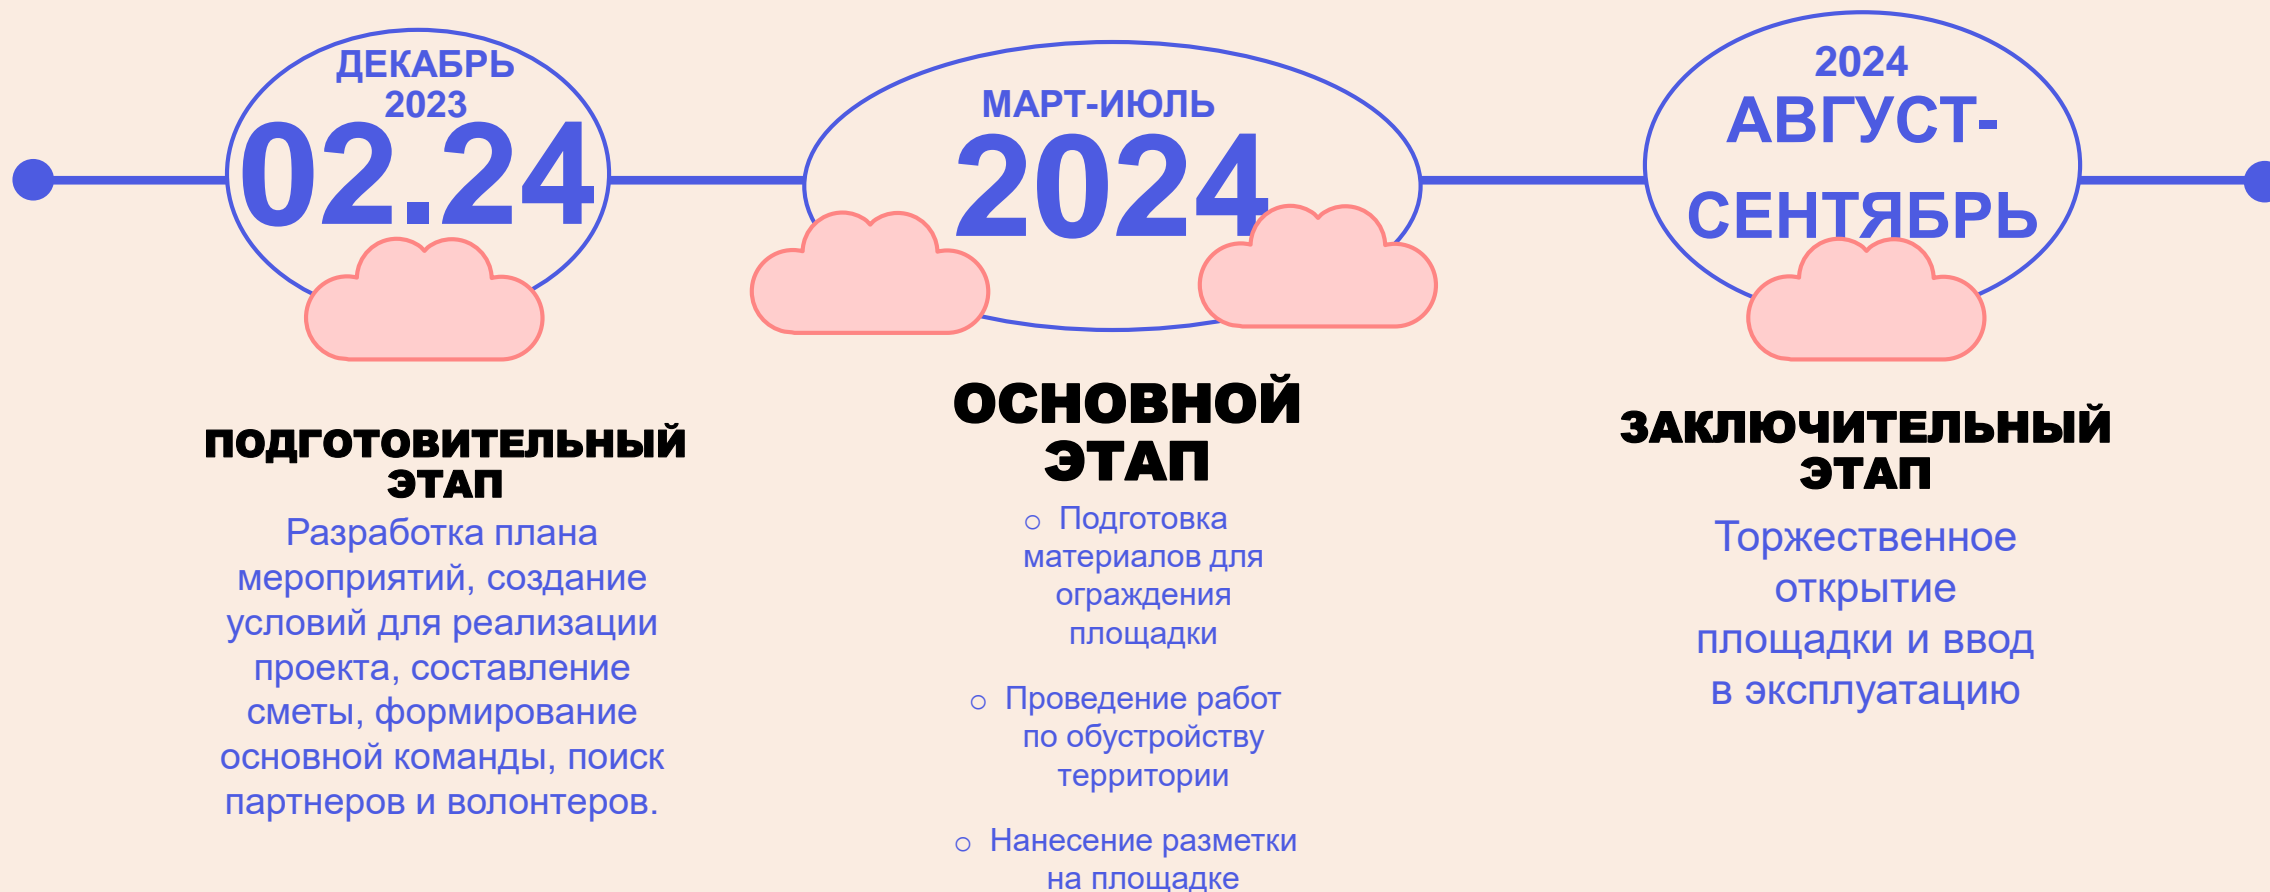 ДЕКАБРЬ
2023
02.24
ПОДГОТОВИТЕЛЬНЫЙ
ЭТАП
Разработка плана
мероприятий, создание
условий для реализации
проекта, составление
сметы, формирование
основной команды, поиск
партнеров и волонтеров.
МАРТ-ИЮЛЬ
2024
ОСНОВНОЙ
ЭТАП
o Подготовка
материалов для
ограждения
площадки
o Проведение работ
по обустройству
территории
o Нанесение разметки
на площадке
2024
АВГУСТ-
СЕНТЯБРЬ
ЗАКЛЮЧИТЕЛЬНЫЙ
ЭТАП
Торжественное
открытие
площадки и ввод
в эксплуатацию